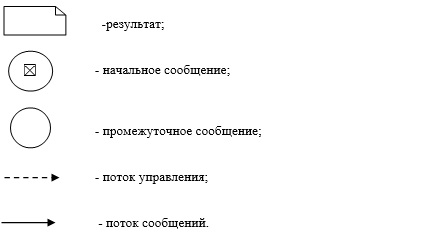 -результат;
- начальное сообщение;
- промежуточное сообщение;
- поток управления;
- поток сообщений.